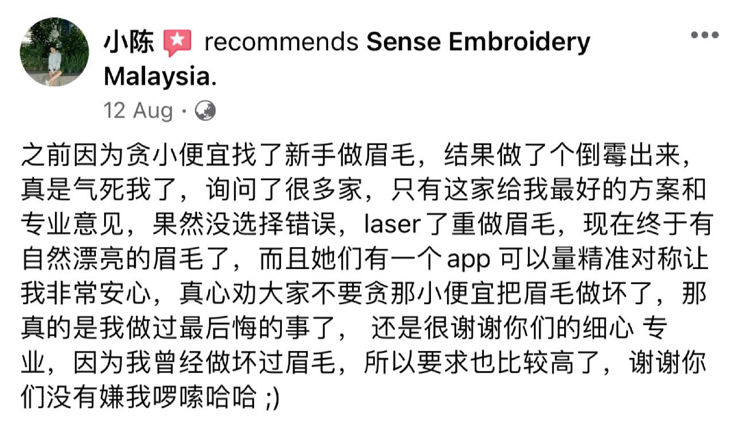 小陈 recommends Sense Embroidery
Malaysia.
12 Aug ·
之前因为贪小便宜找了新手做眉毛，结果做了个倒霉出来，
真是气死我了，询问了很多家，只有这家给我最好的方案和
专业意见，果然没选择错误，laser了重做眉毛，现在终于有
自然漂亮的眉毛了，而且她们有一个app 可以量精准对称让
我非常安心，真心劝大家不要贪那小便宜把眉毛做坏了，那
真的是我做过最后悔的事了， 还是很谢谢你们的细心 专
业，因为我曾经做坏过眉毛，所以要求也比较高了，谢谢你
们没有嫌我啰嗦哈哈 ;)